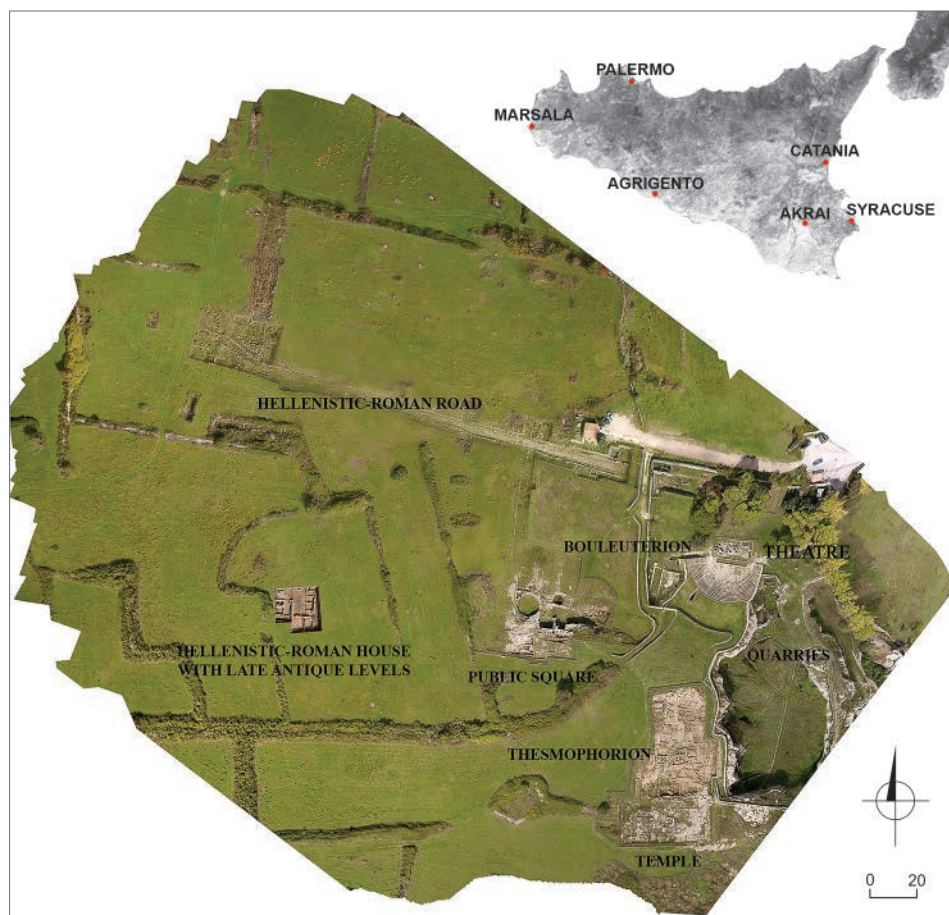 PALERMO
MARSALA
CATANIA
AGRIGENTO
AKRAI
SYRACUSE
HELLENISTIC-ROMAN ROAD
BOULEUTERION
THEATRE
HELLENISTIC-ROMAN HOUSE
WITH LATE ANTIQUE LEVELS
PUBLIC SQUARE
QUARRIES
THESMOPHORION
TEMPLE
0 20